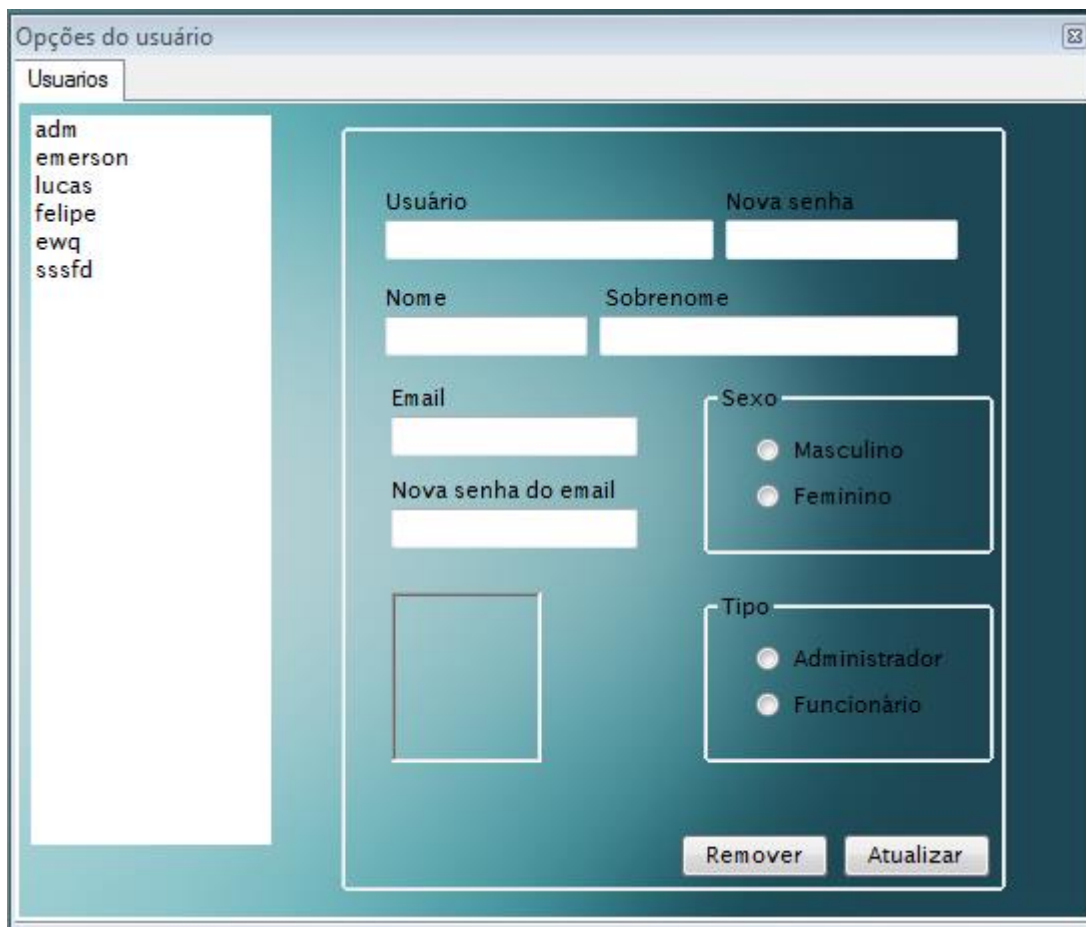 Opções do usuário
Usuarios
adm
emerson
lucas
felipe
ewq
sssfd
Usuário Nova senha
Nome Sobrenome
Email
Nova senha do email
Sexo
Masculino
Feminino
Tipo
Administrador
Funcionário
Remover Atualizar